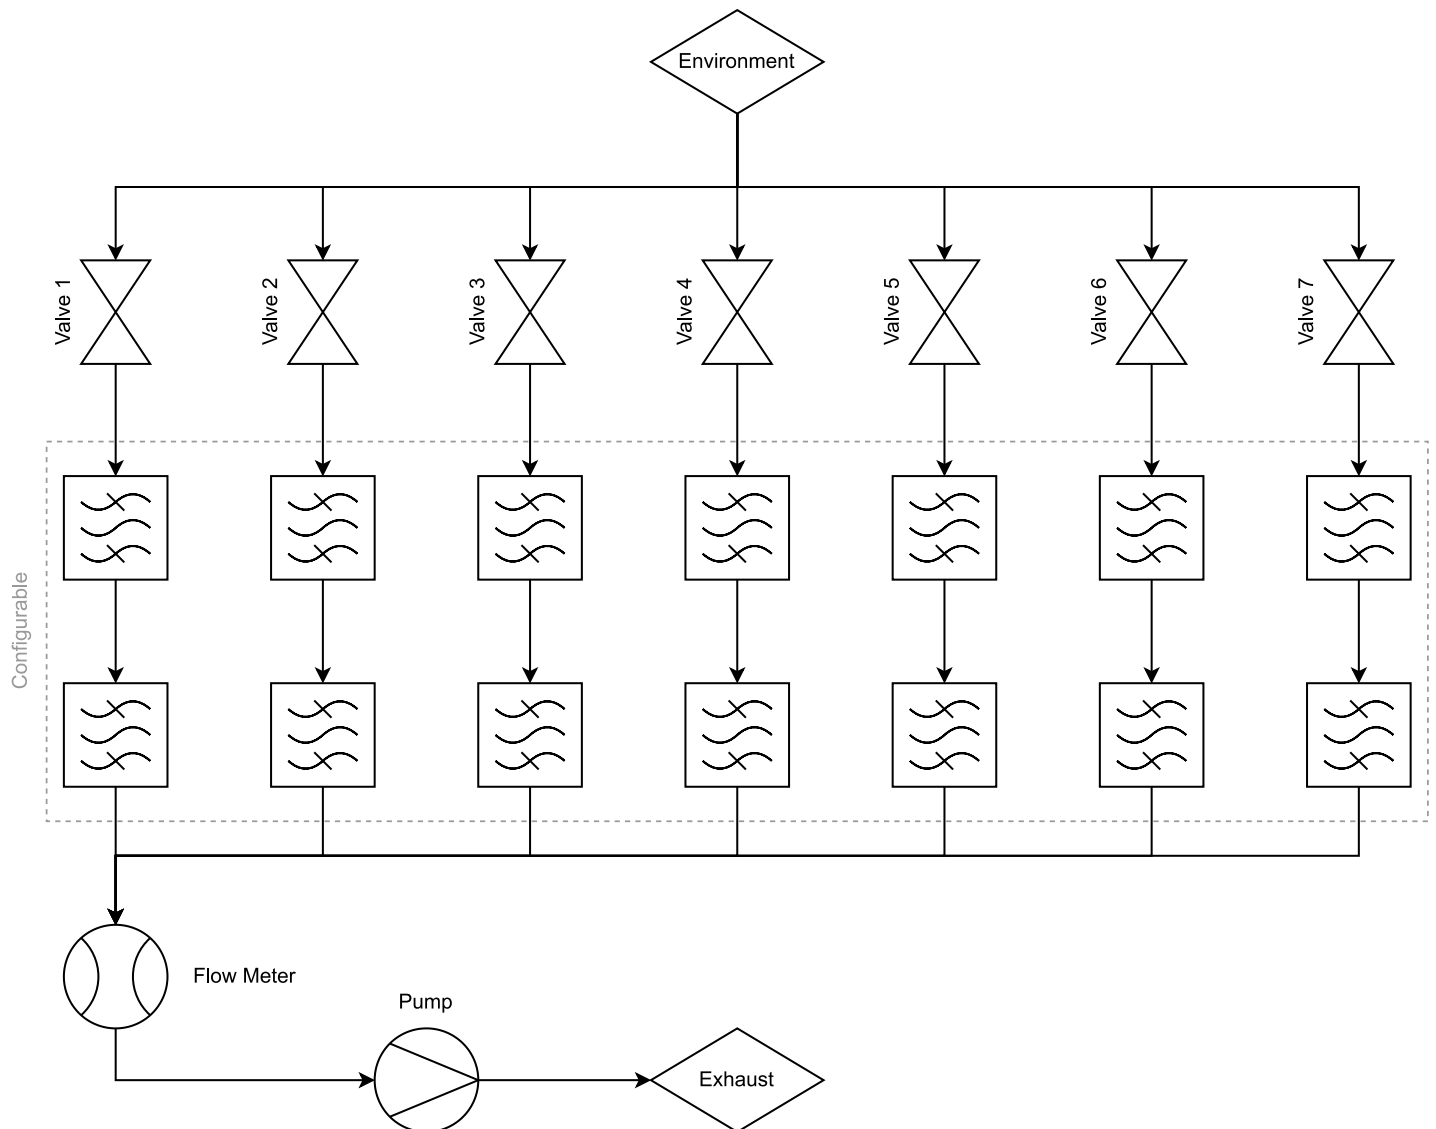 Environment
Valve 1
Valve 2
Valve 3
Valve 4
Valve 5
Valve 6
Valve 7
Configurable
Flow Meter
Pump
Exhaust